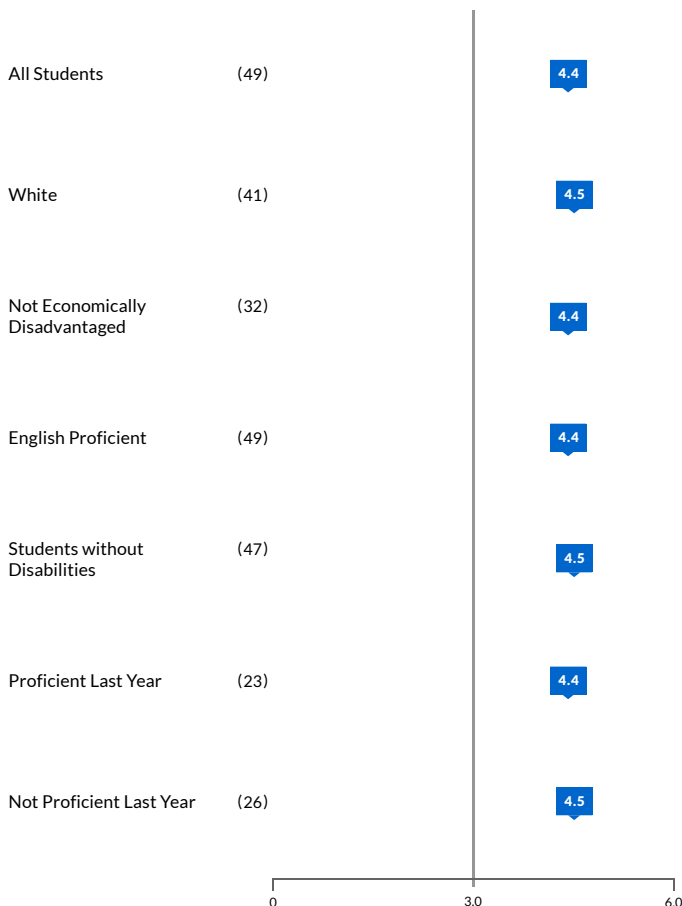 All Students (49) 4.4
White (41) 4.5
Not Economically (32)
Disadvantaged 4.4
English Proficient (49) 4.4
Students without (47)
Disabilities 4.5
Proficient Last Year (23) 4.4
Not Proficient Last Year (26) 4.5
0 3.0 6.0